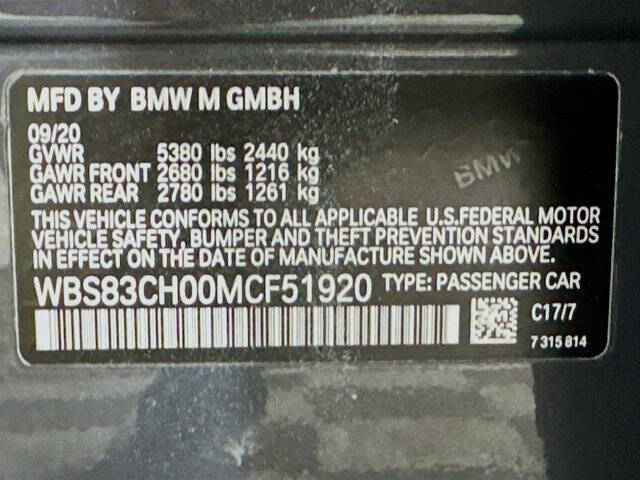 MFD BY BMW M GMBH
09/20
GVWR 5380 lbs 2440 kg
GAWR FRONT 2680 lbs 1216 kg
GAWR REAR 2780 lbs 1261 kg
BMW
THIS VEHICLE CONFORMS TO ALL APPLICABLE U.S.FEDERAL MOTOR
VEHICLE SAFETY, BUMPER AND THEFT PREVENTION STANDARDS
IN EFFECT ON THE DATE OF MANUFACTURE SHOWN ABOVE.
WBS83CH00MCF51920 TYPE: PASSENGER CAR
C17/7
7 315 814